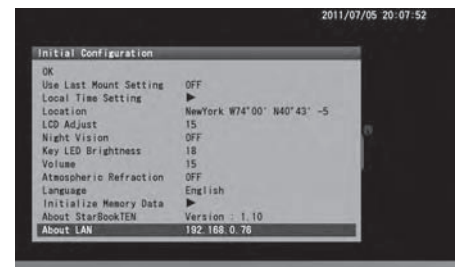 2011/07/05 20:07:52
Initial Configuration
OK
Use Last Mount Setting OFF
Local Time Setting ▶
Location NewYork W74°00' N40°43' -5
LCD Adjust 15
Night Vision OFF
Key LED Brightness 18
Volume 15
Atmospheric Refraction OFF
Language English
Initialize Memory Data ▶
About StarBookTEN Version : 1.10
About LAN 192.168.0.76